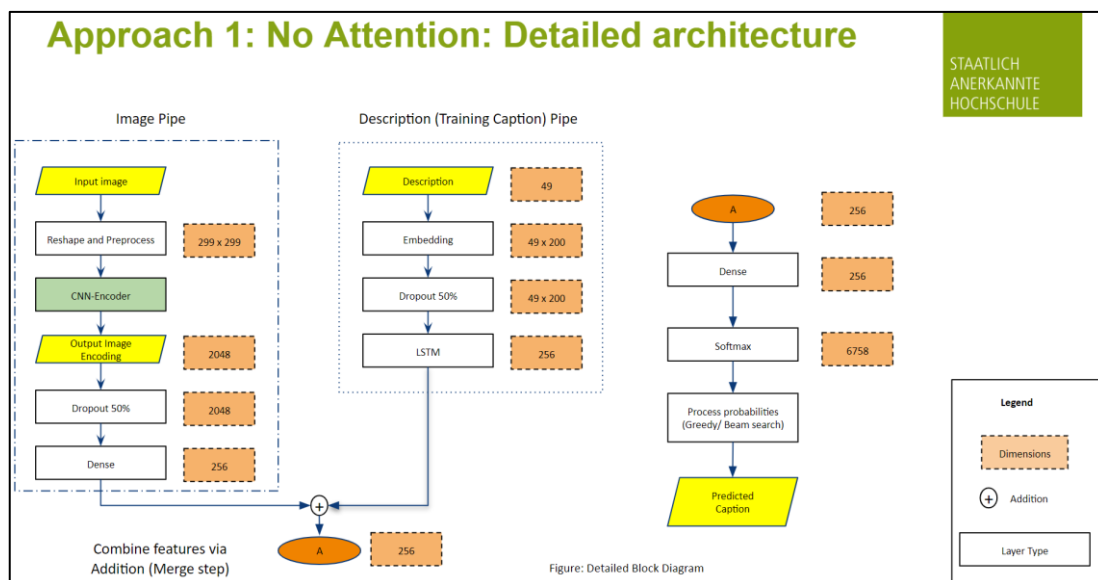 Approach 1: No Attention: Detailed architecture
STAATLICH
ANERKANNTE
HOCHSCHULE
Image Pipe
Input image
Reshape and Preprocess
299 x 299
CNN-Encoder
Output Image
Encoding
2048
Dropout 50%
2048
Dense
256
Description (Training Caption) Pipe
Description
49
Embedding
49 x 200
Dropout 50%
49 x 200
LSTM
256
+
Combine features via
Addition (Merge step)
A
256
A
256
Dense
256
Softmax
6758
Process probabilities
(Greedy/ Beam search)
Predicted
Caption
Figure: Detailed Block Diagram
Legend
Dimensions
+
Addition
Layer Type